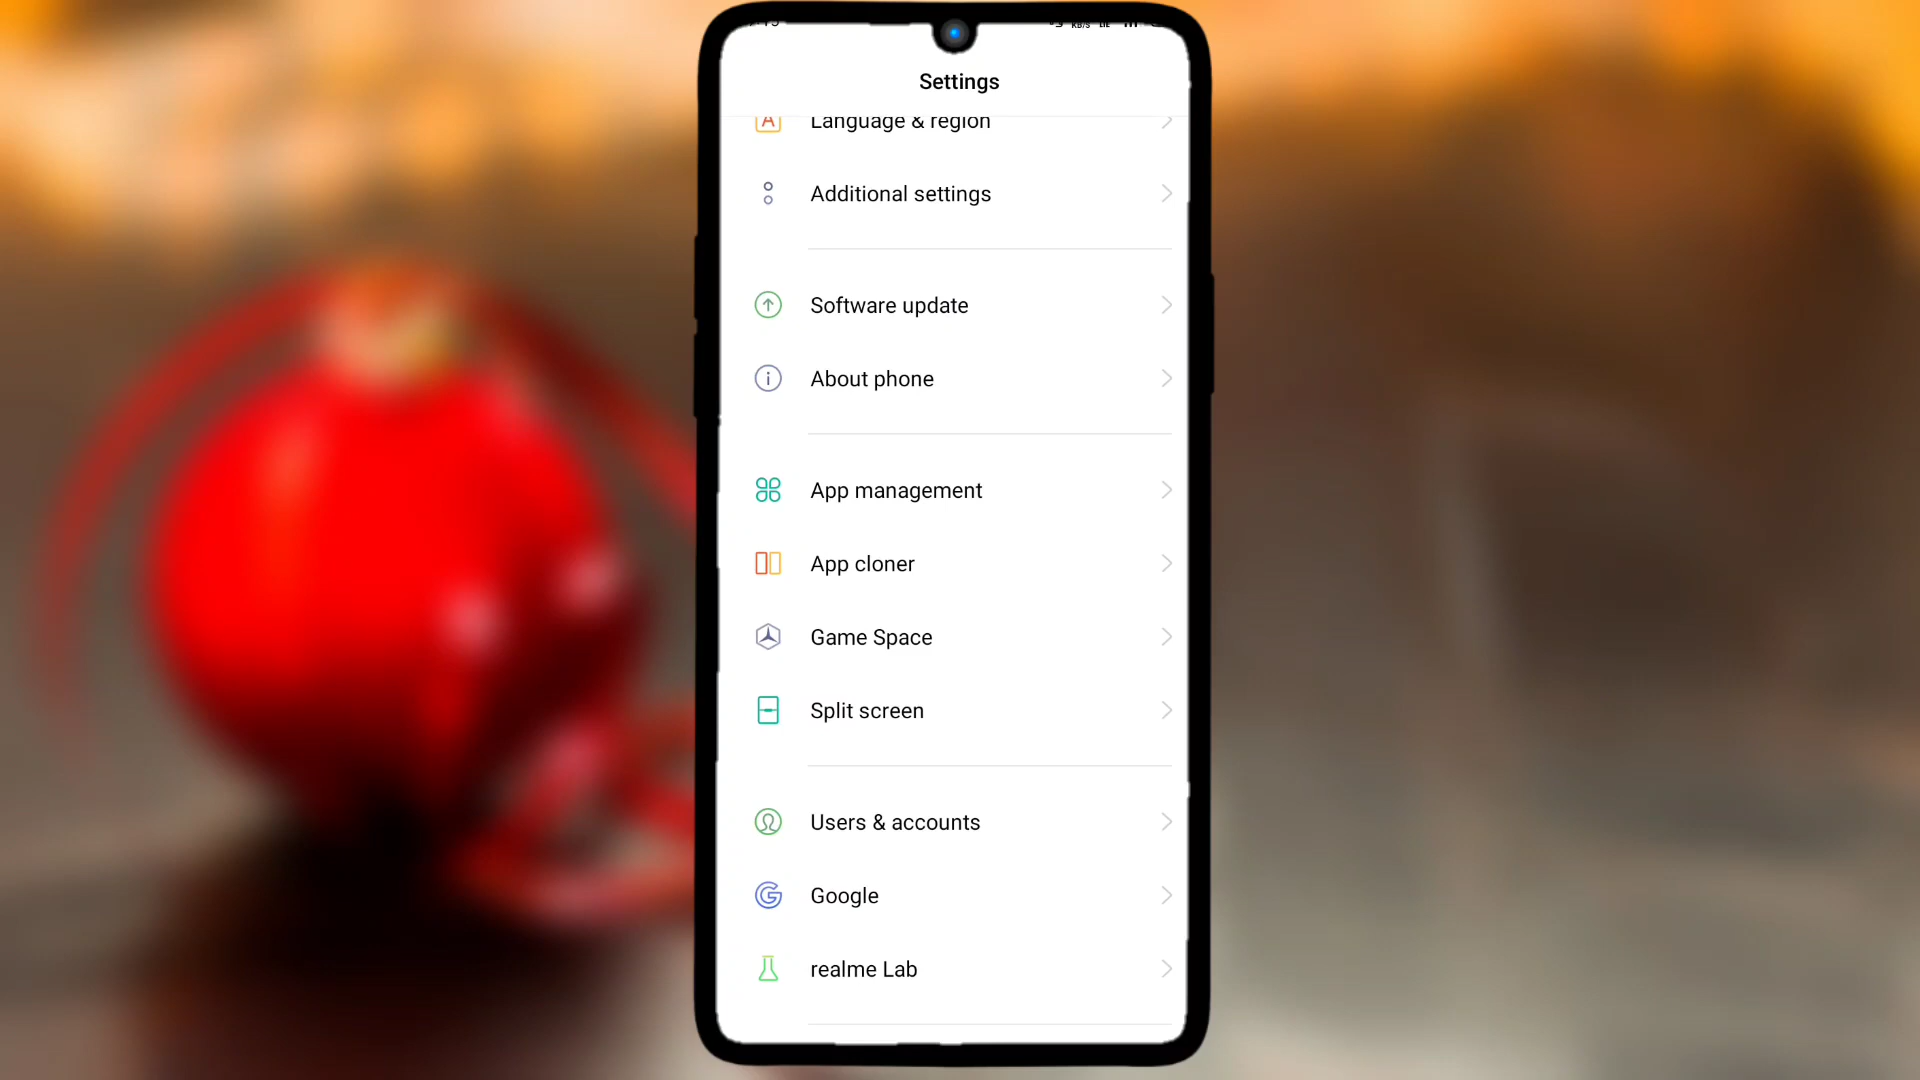 Settings
Language & region
Additional settings
Software update
About phone
App management
App cloner
Game Space
Split screen
Users & accounts
Google
realme Lab